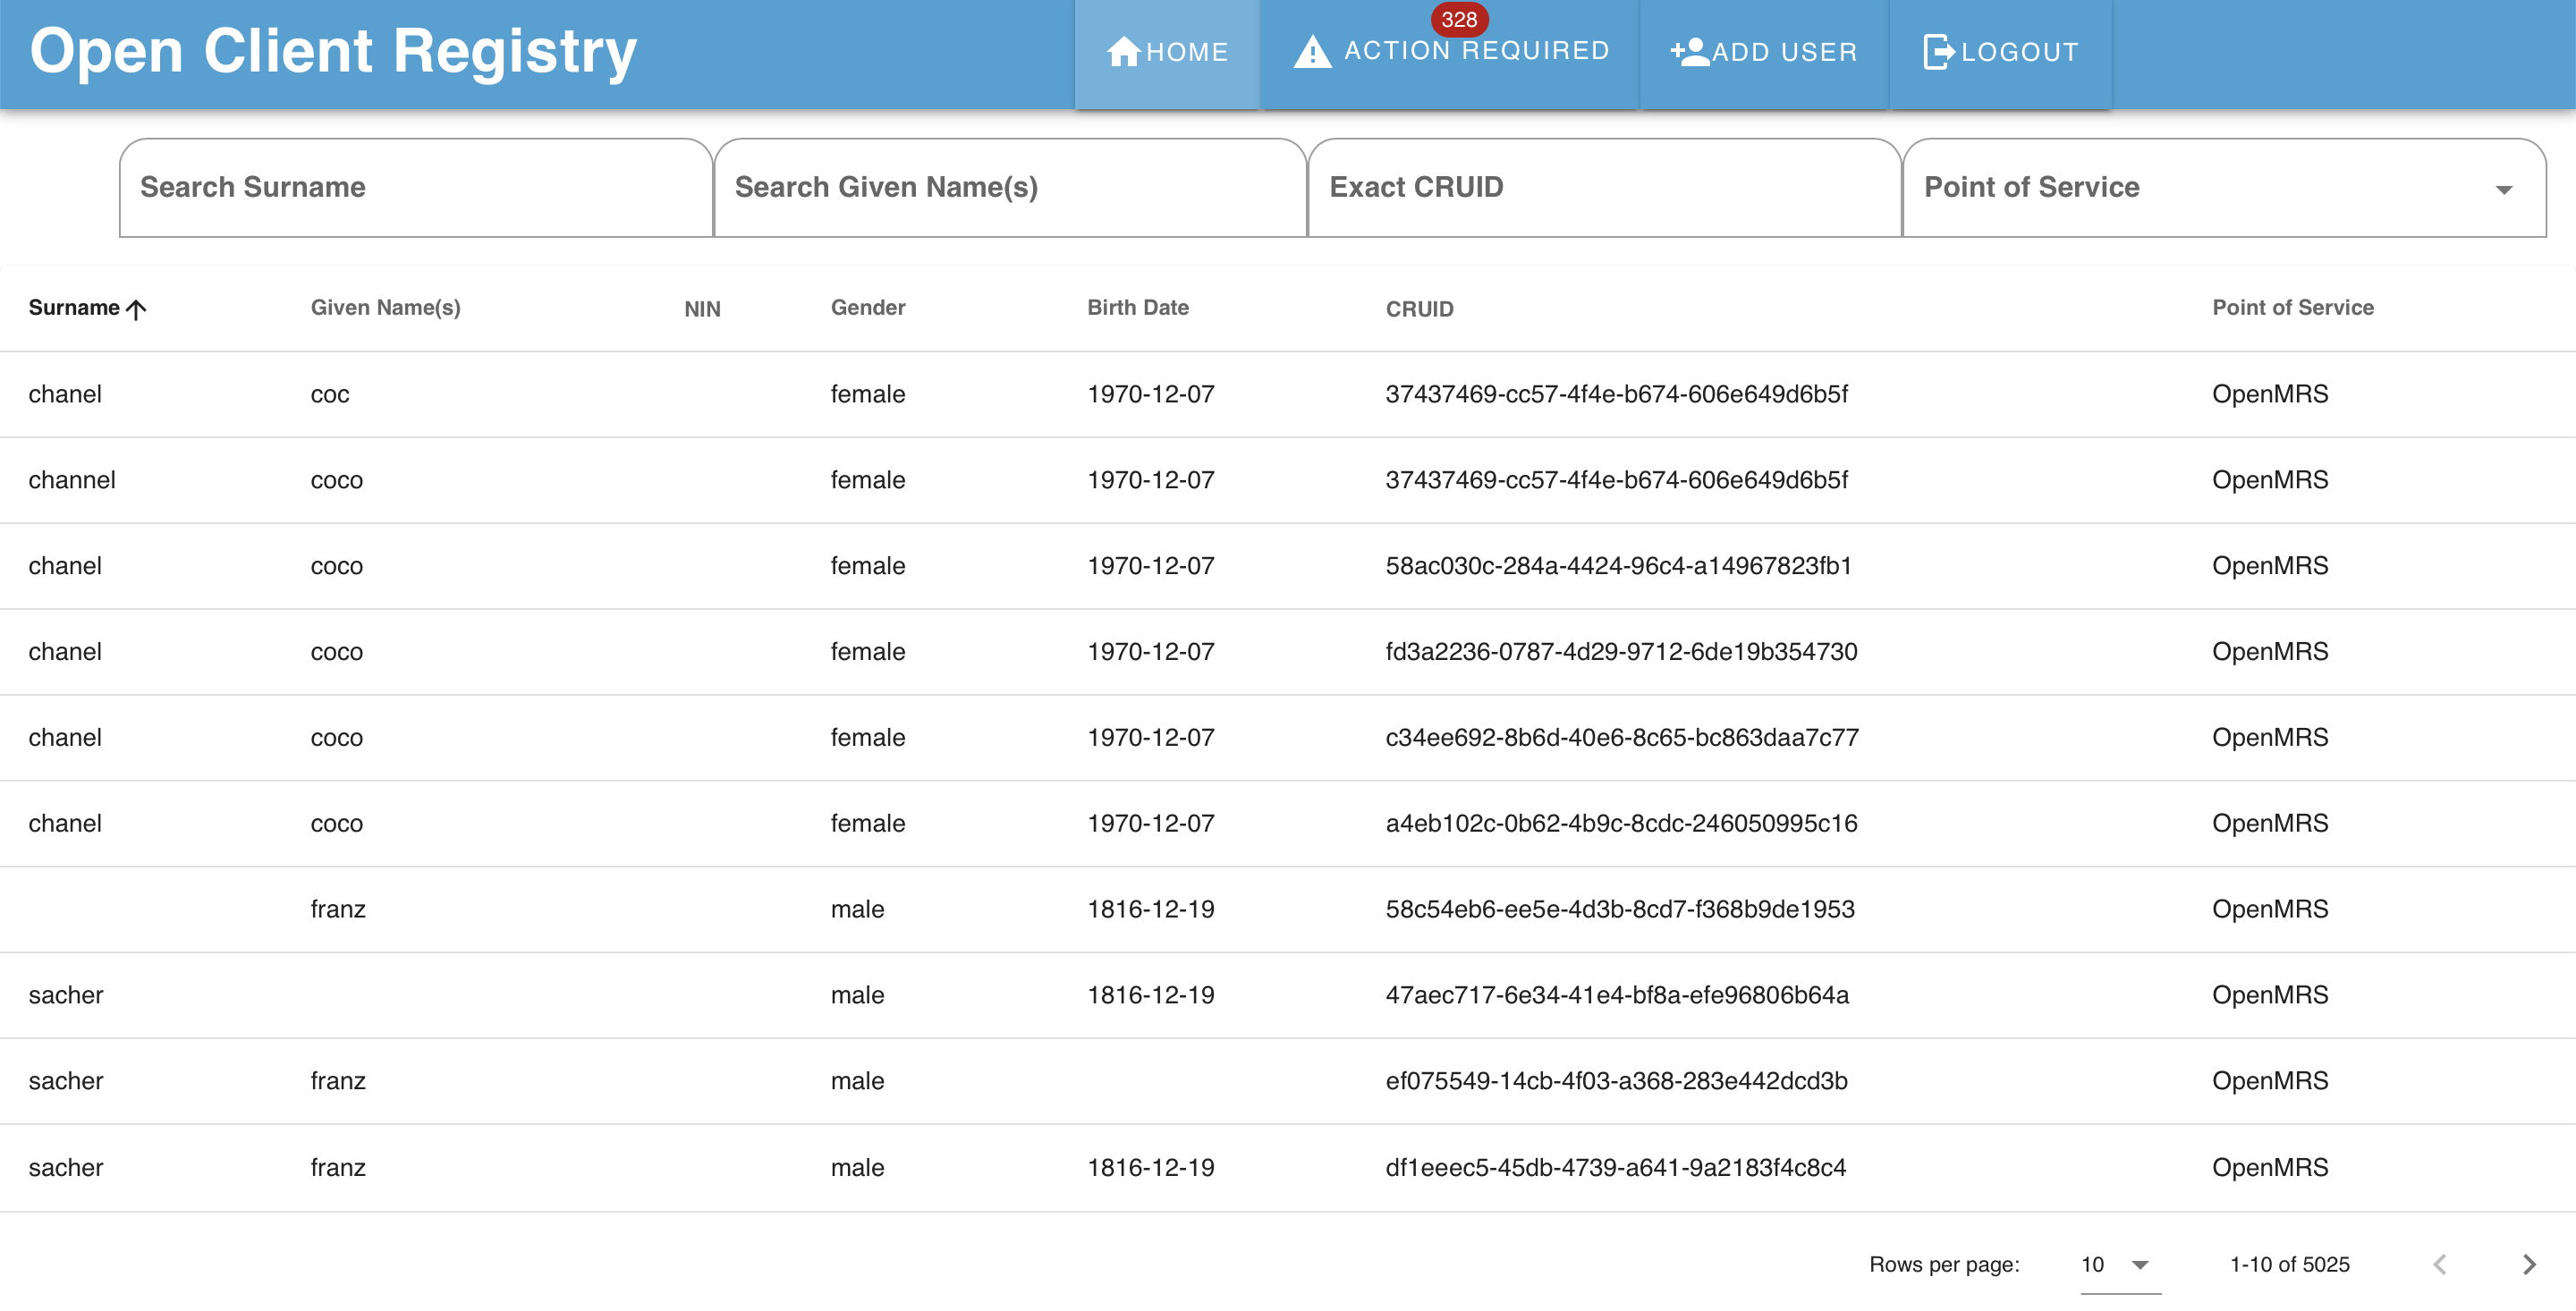 Open Client Registry
HOME
328
ACTION REQUIRED
ADD USER
LOGOUT
Search Surname
Search Given Name(s)
Exact CRUID
Point of Service
Surname Given Name(s) NIN Gender Birth Date CRUID Point of Service
chanel coc female 1970-12-07 37437469-cc57-4f4e-b674-606e649d6b5f OpenMRS
channel coco female 1970-12-07 37437469-cc57-4f4e-b674-606e649d6b5f OpenMRS
chanel coco female 1970-12-07 58ac030c-284a-4424-96c4-a14967823fb1 OpenMRS
chanel coco female 1970-12-07 fd3a2236-0787-4d29-9712-6de19b354730 OpenMRS
chanel coco female 1970-12-07 c34ee692-8b6d-40e6-8c65-bc863daa7c77 OpenMRS
chanel coco female 1970-12-07 a4eb102c-0b62-4b9c-8cdc-246050995c16 OpenMRS
franz male 1816-12-19 58c54eb6-ee5e-4d3b-8cd7-f368b9de1953 OpenMRS
sacher male 1816-12-19 47aec717-6e34-41e4-bf8a-efe96806b64a OpenMRS
sacher franz male ef075549-14cb-4f03-a368-283e442dcd3b OpenMRS
sacher franz male 1816-12-19 df1eeec5-45db-4739-a641-9a2183f4c8c4 OpenMRS
Rows per page: 10 1-10 of 5025